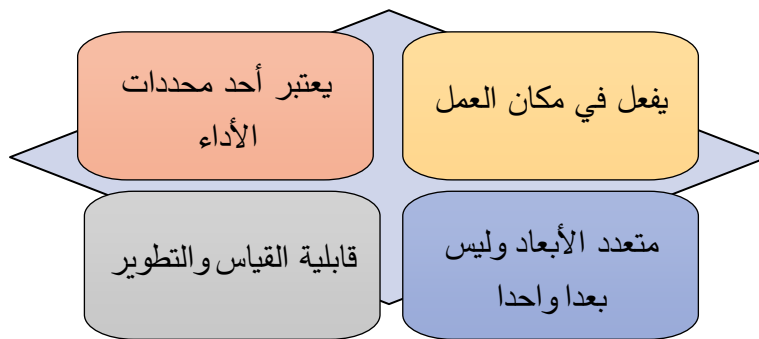 يفعل في مكان العمل
يعتبر أحد محددات
الأداء
متعدد الأبعاد وليس
بعدا واحدا
قابلية القياس والتطوير